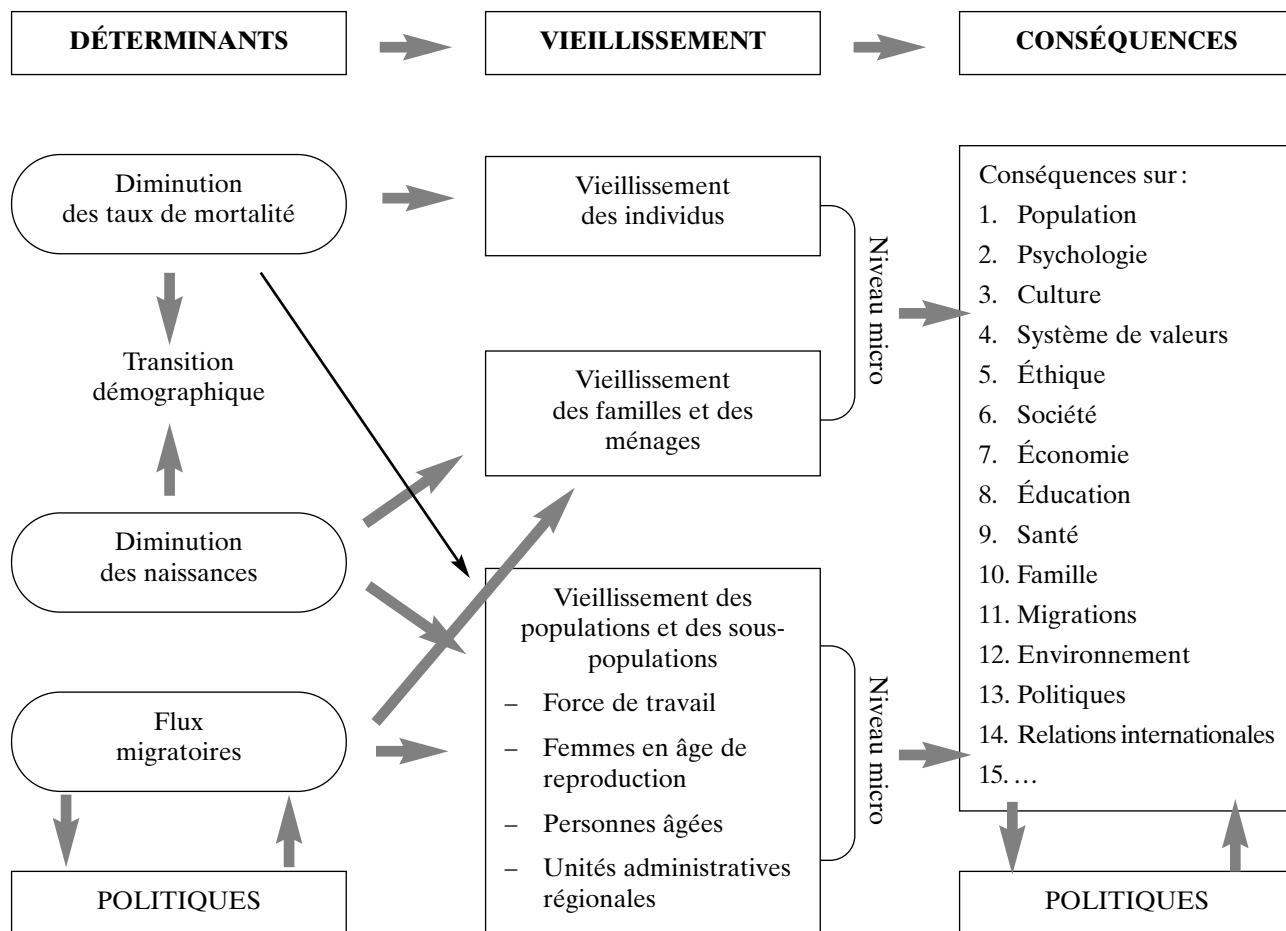 DÉTERMINANTS
VIEILLISSEMENT
CONSÉQUENCES
Diminution
des taux de mortalité
Transition
démographique
Diminution
des naissances
Flux
migratoires
POLITIQUES
Vieillissement
des individus
Vieillissement
des familles et des
ménages
Niveau micro
Vieillissement des
populations et des sous-
populations
– Force de travail
– Femmes en âge de
reproduction
– Personnes âgées
– Unités administratives
régionales
Niveau micro
Conséquences sur :
1. Population
2. Psychologie
3. Culture
4. Système de valeurs
5. Éthique
6. Société
7. Économie
8. Éducation
9. Santé
10. Famille
11. Migrations
12. Environnement
13. Politiques
14. Relations internationales
15. …
POLITIQUES